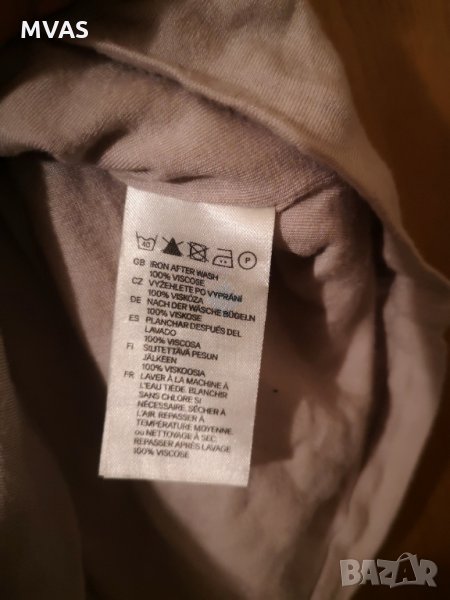 MVAS
40 P
GB IRON AFTER WASH
100% VISCOSE
CZ VYŽEHLETE PO VYPRÁNÍ
100% VISKÓZA
DE NACH DER WÄSCHE BÜGELN
100% VISKOSE
ES PLANCHAR DESPUÉS DEL
LAVADO
100% VISCOSA
FI SILITETTÄVÄ PESUN
JÄLKEEN
100% VISKOOSIA
FR LAVER À LA MACHINE À
L'EAU TIÈDE. BLANCHIR
SANS CHLORE SI
NÉCESSAIRE. SÉCHER À
L'AIR. REPASSER À
TEMPÉRATURE MOYENNE.
OU NETTOYAGE À SEC.
REPASSER APRÈS LAVAGE
100% VISCOSE
BAZAR